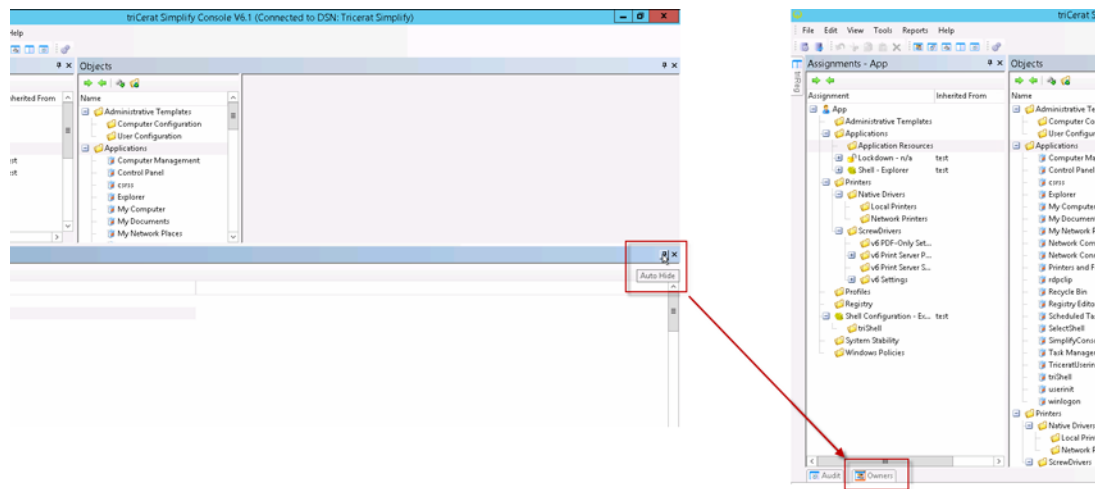 triCerat Simplify Console V6.1 (Connected to DSN: Tricerat Simplify)
Help
Objects
nherited From
Name
Administrative Templates
Computer Configuration
User Configuration
Applications
Computer Management
Control Panel
csrss
Explorer
My Computer
My Documents
My Network Places
Auto Hide
triCerat S
File Edit View Tools Reports Help
triReg
Assignments - App
Objects
Assignment Inherited From
Name
App
Administrative Templates
Applications
Application Resources
Lockdown - n/a test
Shell - Explorer test
Printers
Native Drivers
Local Printers
Network Printers
ScrewDrivers
v6 PDF-Only Set...
v6 Print Server P...
v6 Print Server S...
v6 Settings
Profiles
Registry
Shell Configuration - Ex... test
triShell
System Stability
Windows Policies
Administrative Te
Computer Co
User Configur
Applications
Computer Ma
Control Panel
csrss
Explorer
My Computer
My Documen
My Network P
Network Com
Network Conn
Printers and F
rdpclip
Recycle Bin
Registry Edito
Scheduled Ta
SelectShell
SimplifyConso
Task Manage
TriceratUserin
triShell
userinit
winlogon
Printers
Native Drivers
Local Prin
Network P
ScrewDrivers
Audit Owners